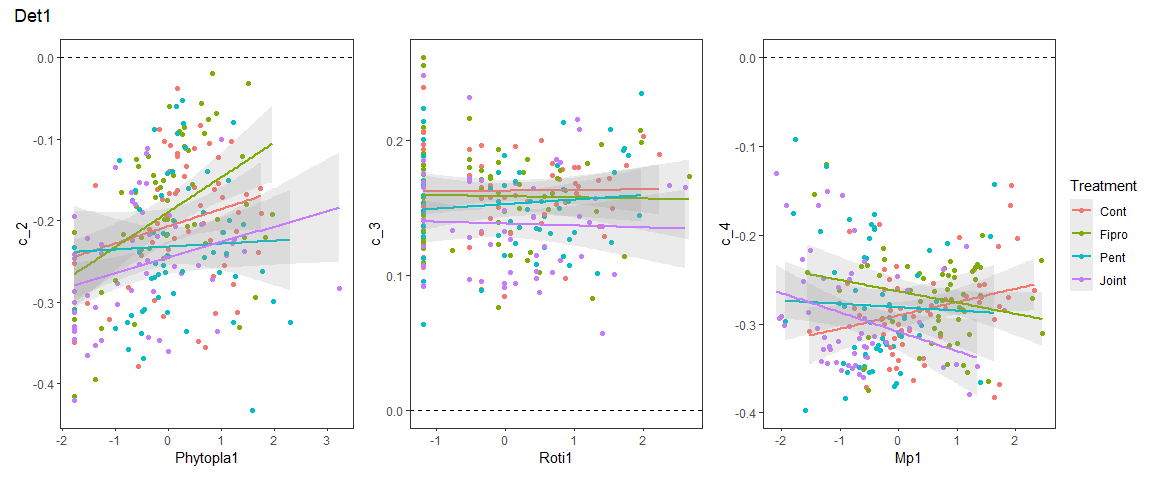 Det1
c_2
0.0
-0.1
-0.2
-0.3
-0.4
-2 -1 0 1 2 3
Phytopla1
c_3
0.2
0.1
0.0
-1 0 1 2
Roti1
c_4
0.0
-0.1
-0.2
-0.3
-0.4
-2 -1 0 1 2
Mp1
Treatment
Cont
Fipro
Pent
Joint